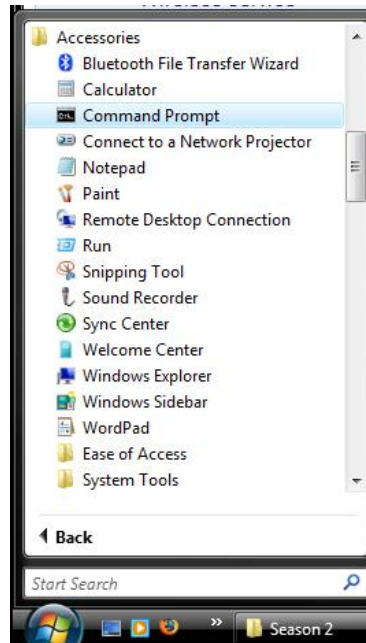 Accessories
Bluetooth File Transfer Wizard
Calculator
Command Prompt
Connect to a Network Projector
Notepad
Paint
Remote Desktop Connection
Run
Snipping Tool
Sound Recorder
Sync Center
Welcome Center
Windows Explorer
Windows Sidebar
WordPad
Ease of Access
System Tools
Back
Start Search
Season 2